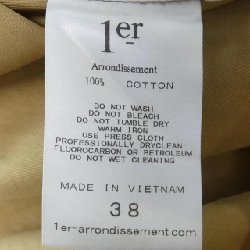 1er
Arrondissement
100% COTTON
DO NOT WASH
DO NOT BLEACH
DO NOT TUMBLE DRY
WARM IRON
USE PRESS CLOTH
PROFESSIONALLY DRYCLEAN
FLUOROCARBON OR PETROLEUM
DO NOT WET CLEANING
MADE IN VIETNAM
38
1er-arrondissement.com